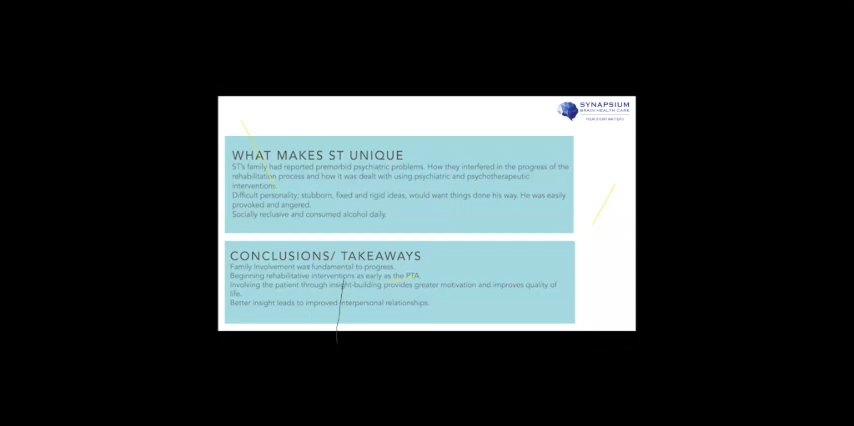 SYNAPSIUM
BRAIN HEALTH CARE
YOUR STORY MATTERS
WHAT MAKES ST UNIQUE
ST's family had reported premorbid psychiatric problems. How they interfered in the progress of the
rehabilitation process and how it was dealt with using psychiatric and psychotherapeutic
interventions.
Difficult personality; stubborn, fixed and rigid ideas, would want things done his way. He was easily
provoked and angered.
Socially reclusive and consumed alcohol daily.
CONCLUSIONS/ TAKEAWAYS
Family Involvement was fundamental to progress.
Beginning rehabilitative interventions as early as the PTA.
Involving the patient through insight-building provides greater motivation and improves quality of
life.
Better insight leads to improved interpersonal relationships.